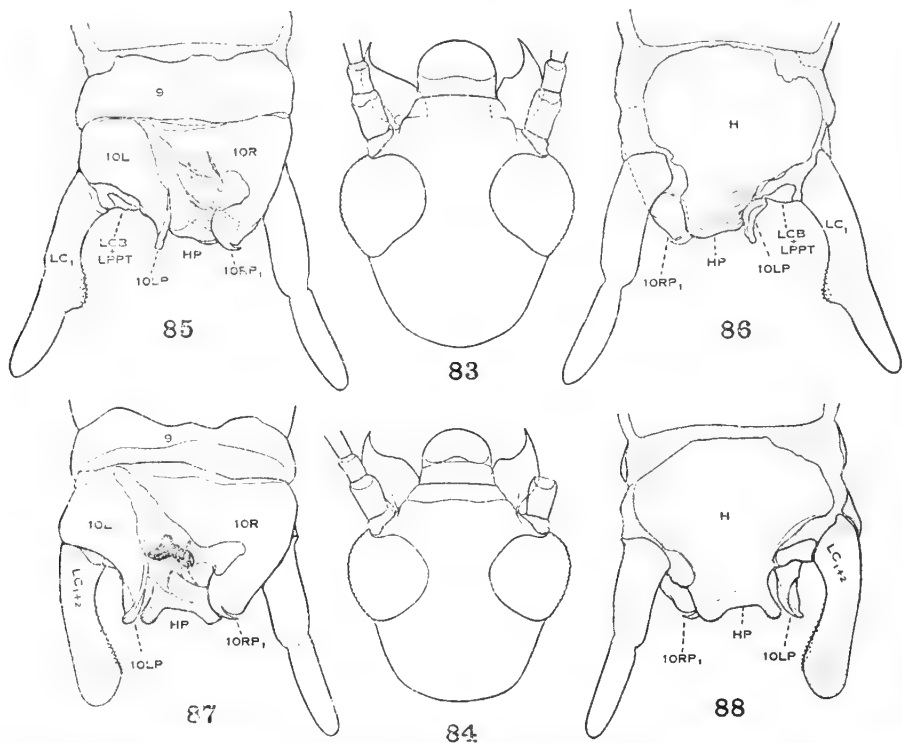 9
H
10L
10R
LC₁
LCB
+
LPPT
10LP
HP
10RP₁
85
83
10RP₁
HP
10LP
LCB
+
LPPT
LC₁
86
9
10L
10R
LC₁₊₂
10LP
HP
10RP₁
87
84
H
LC₁₊₂
10RP₁
HP
10LP
88